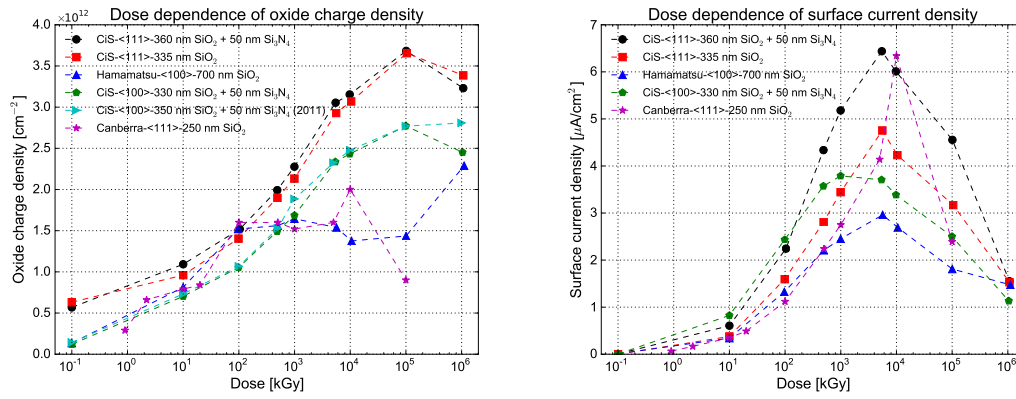 Dose dependence of oxide charge density
4.0 ×10¹²
3.5
3.0
2.5
2.0
1.5
1.0
0.5
0.0
Oxide charge density [cm⁻²]
CiS-<111>-360 nm SiO₂ + 50 nm Si₃N₄
CiS-<111>-335 nm SiO₂
Hamamatsu-<100>-700 nm SiO₂
CiS-<100>-330 nm SiO₂ + 50 nm Si₃N₄
CiS-<100>-350 nm SiO₂ + 50 nm Si₃N₄ (2011)
Canberra-<111>-250 nm SiO₂
10⁻¹ 10⁰ 10¹ 10² 10³ 10⁴ 10⁵ 10⁶
Dose [kGy]
Dose dependence of surface current density
7
6
5
4
3
2
1
0
Surface current density [μA/cm²]
CiS-<111>-360 nm SiO₂ + 50 nm Si₃N₄
CiS-<111>-335 nm SiO₂
Hamamatsu-<100>-700 nm SiO₂
CiS-<100>-330 nm SiO₂ + 50 nm Si₃N₄
Canberra-<111>-250 nm SiO₂
10⁻¹ 10⁰ 10¹ 10² 10³ 10⁴ 10⁵ 10⁶
Dose [kGy]